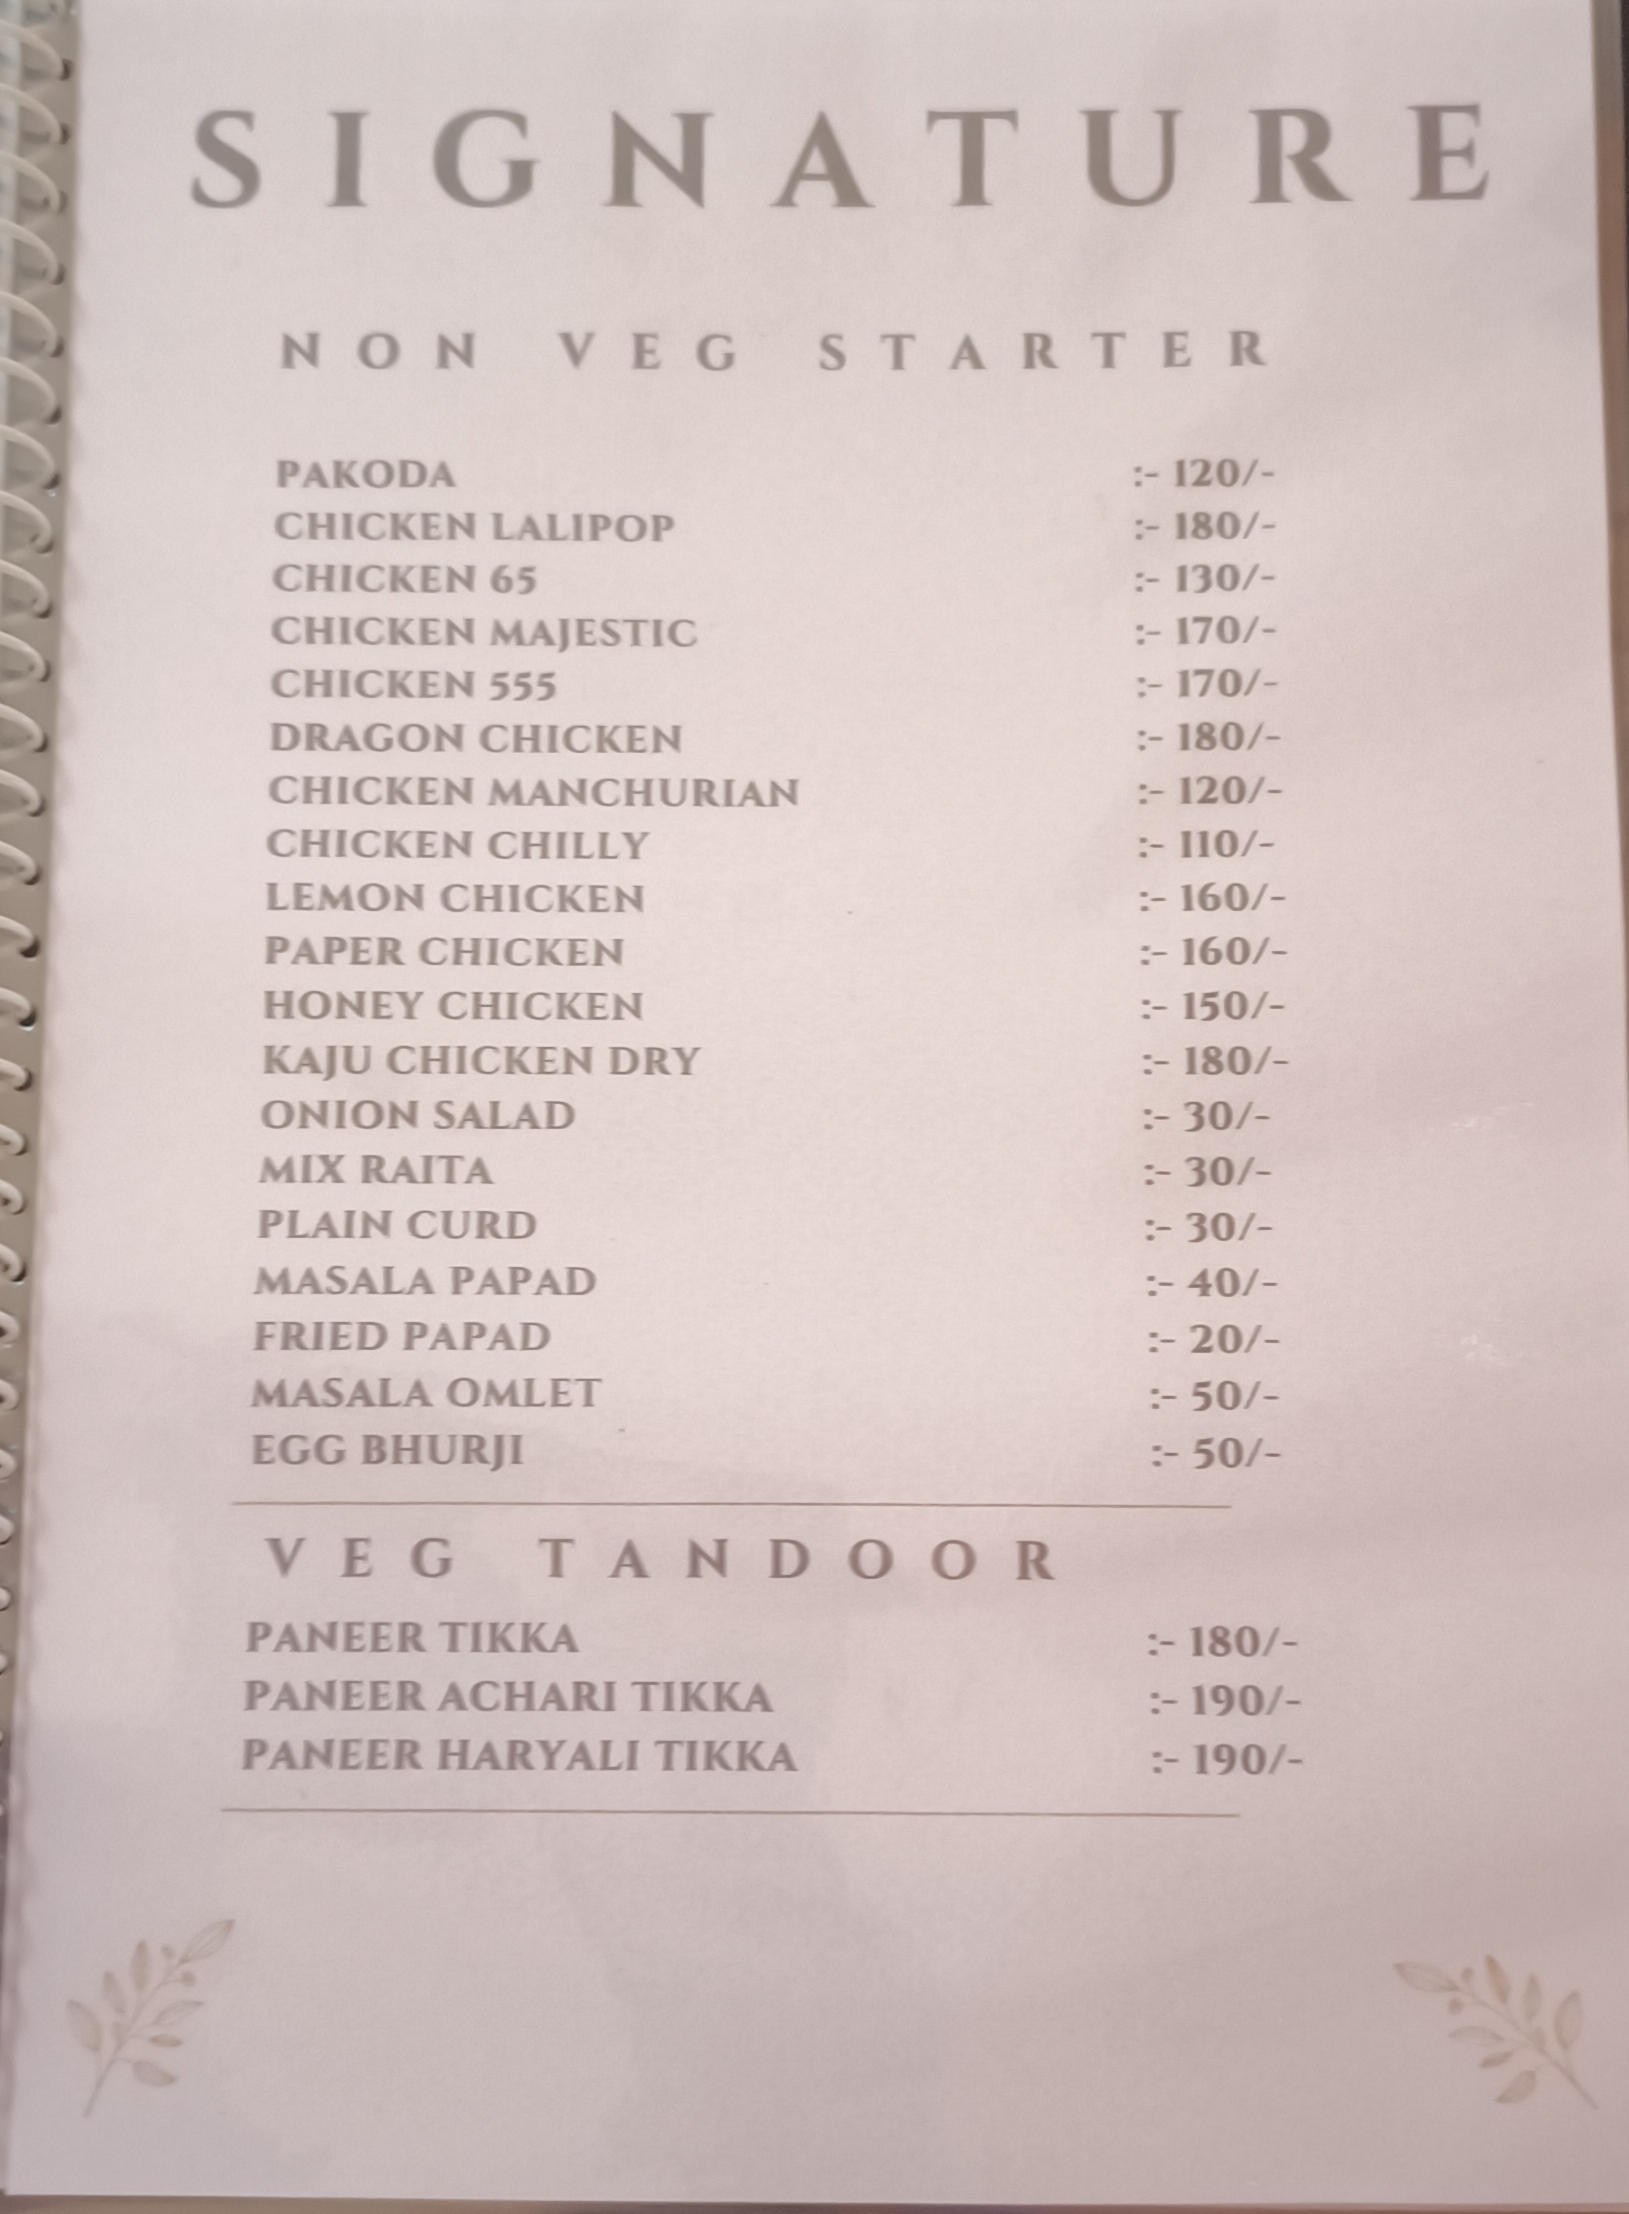 SIGNATURE
NON VEG STARTER
PAKODA :- 120/-
CHICKEN LALIPOP :- 180/-
CHICKEN 65 :- 130/-
CHICKEN MAJESTIC :- 170/-
CHICKEN 555 :- 170/-
DRAGON CHICKEN :- 180/-
CHICKEN MANCHURIAN :- 120/-
CHICKEN CHILLY :- 110/-
LEMON CHICKEN :- 160/-
PAPER CHICKEN :- 160/-
HONEY CHICKEN :- 150/-
KAJU CHICKEN DRY :- 180/-
ONION SALAD :- 30/-
MIX RAITA :- 30/-
PLAIN CURD :- 30/-
MASALA PAPAD :- 40/-
FRIED PAPAD :- 20/-
MASALA OMLET :- 50/-
EGG BHURJI :- 50/-
VEG TANDOOR
PANEER TIKKA :- 180/-
PANEER ACHARI TIKKA :- 190/-
PANEER HARYALI TIKKA :- 190/-